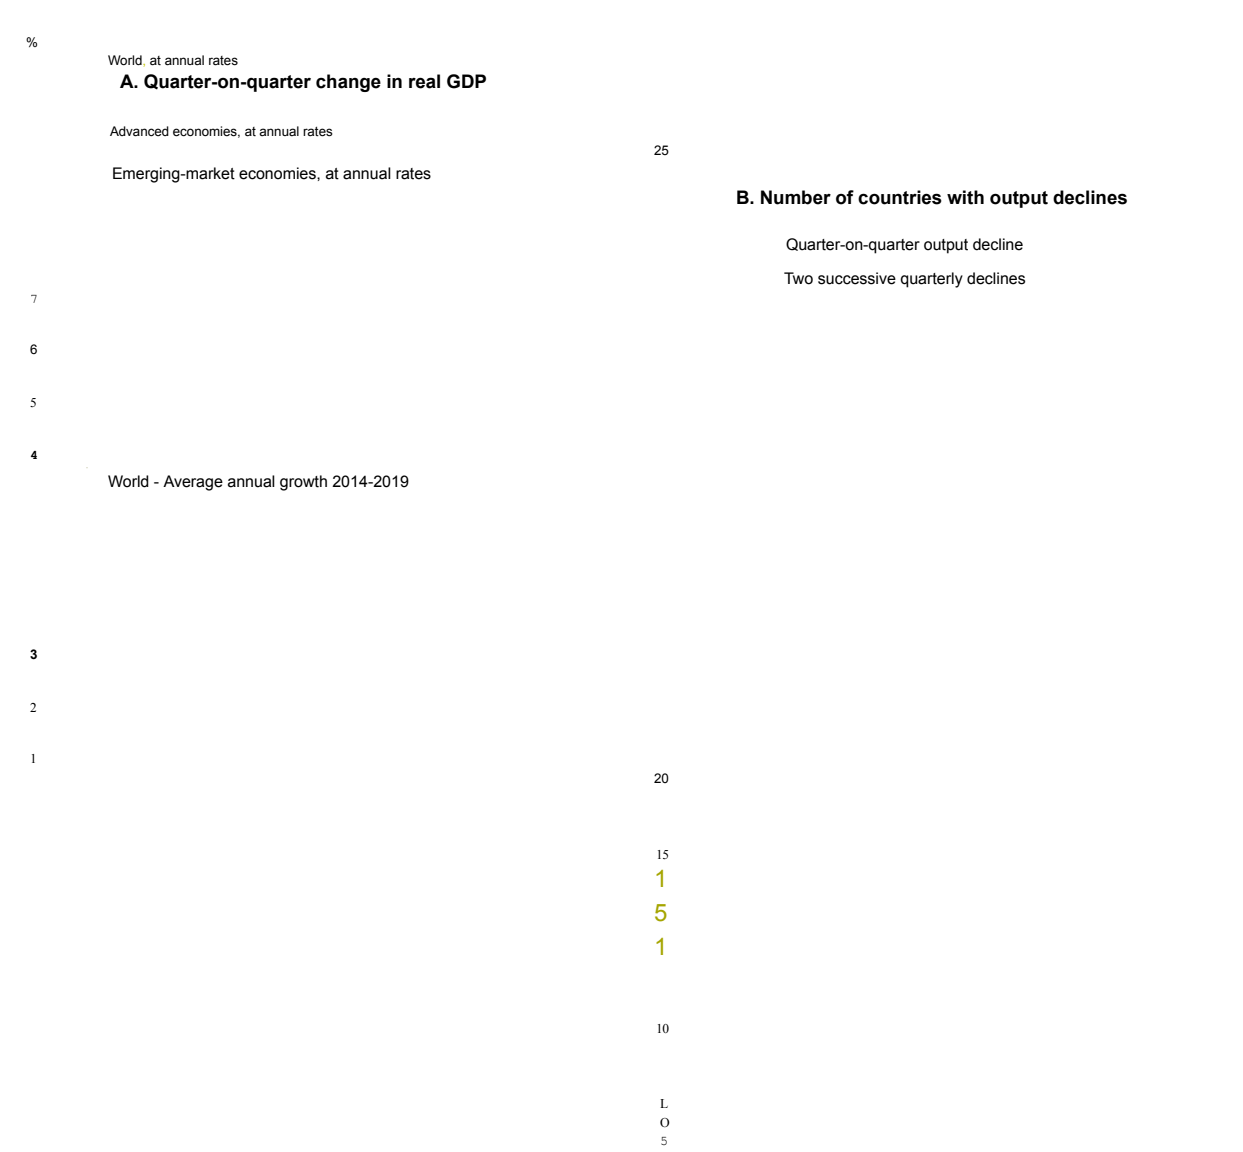 %
World, at annual rates
A. Quarter-on-quarter change in real GDP
Advanced economies, at annual rates
Emerging-market economies, at annual rates
7
6
5
4
World - Average annual growth 2014-2019
3
2
1
25
B. Number of countries with output declines
Quarter-on-quarter output decline
Two successive quarterly declines
20
15
1
5
1
10
L
O
5